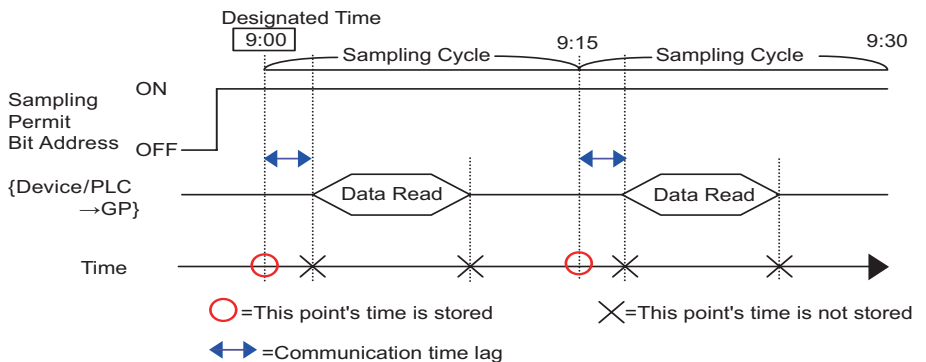 Designated Time
9:00
9:15
9:30
Sampling Cycle
Sampling Cycle
Sampling
Permit
Bit Address
ON
OFF
{Device/PLC
→GP}
Data Read
Data Read
Time
=This point's time is stored
=This point's time is not stored
=Communication time lag